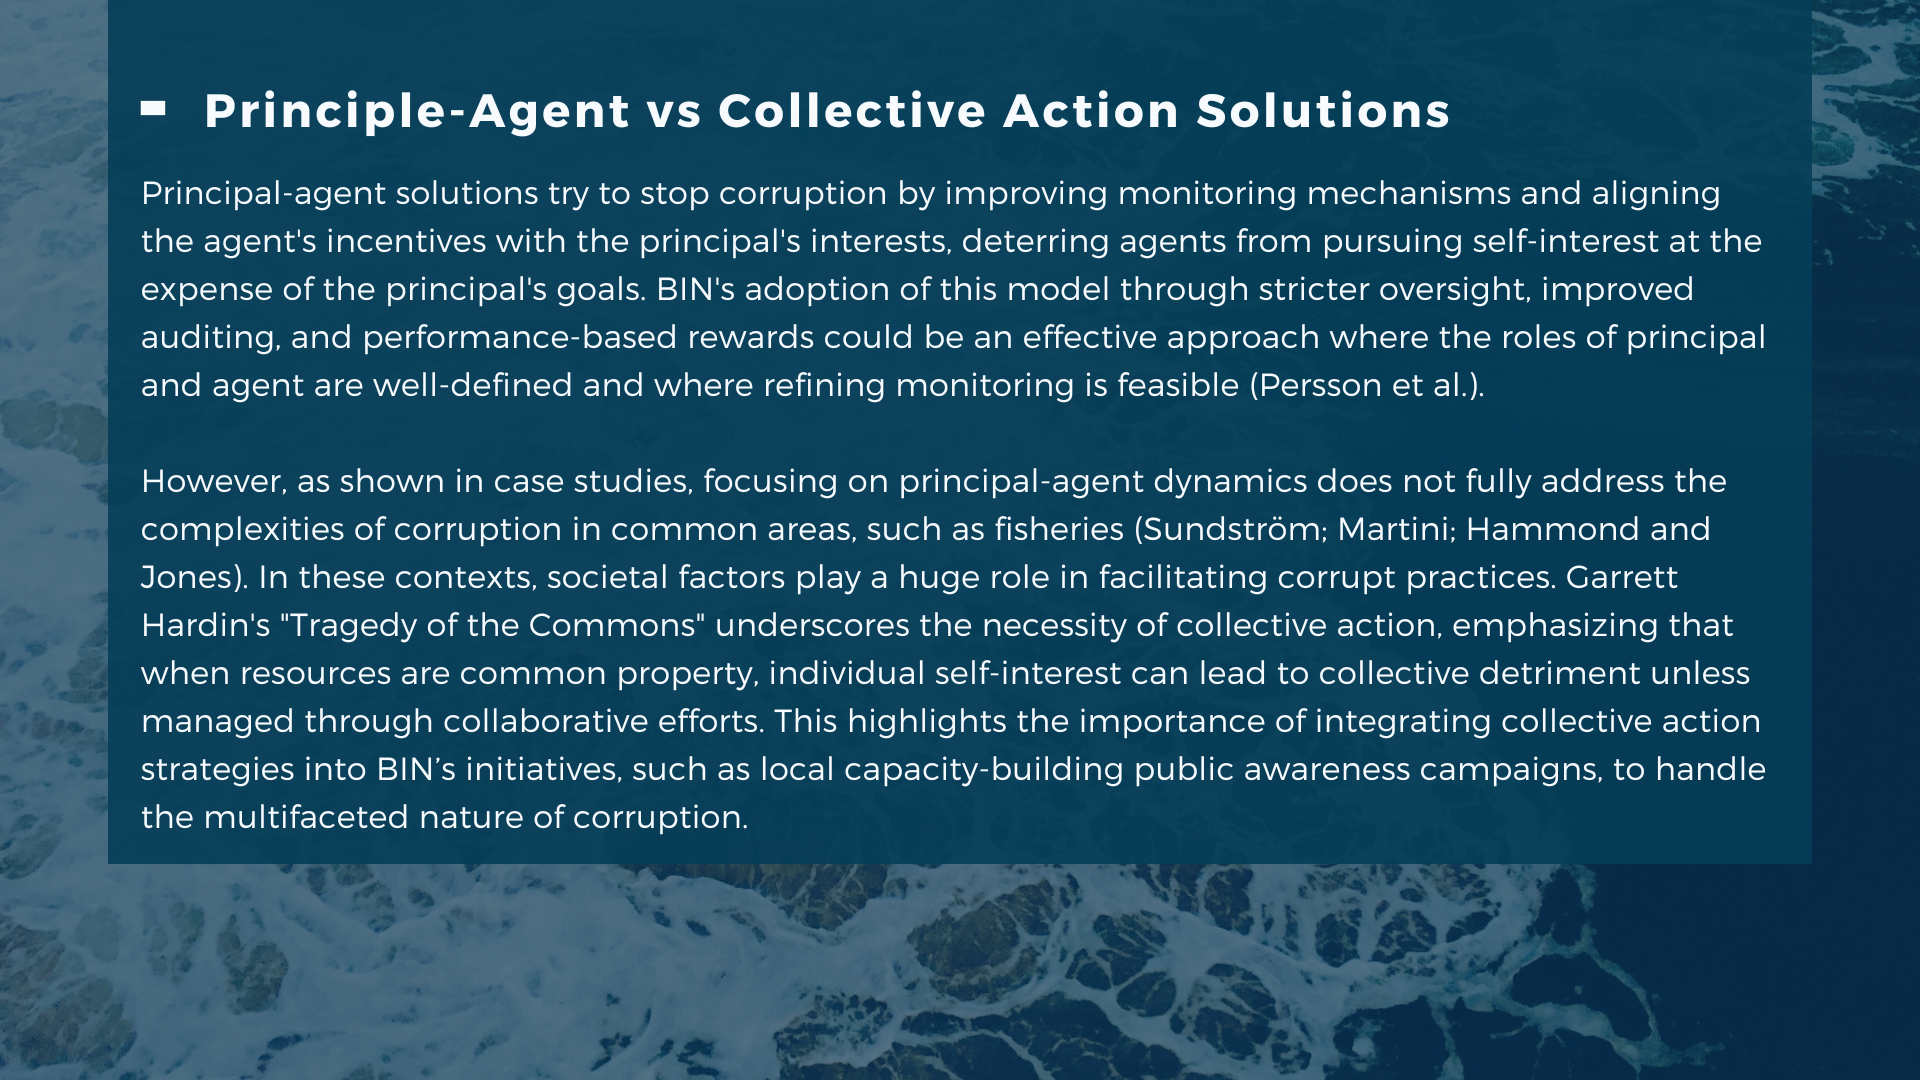 Principle-Agent vs Collective Action Solutions
Principal-agent solutions try to stop corruption by improving monitoring mechanisms and aligning
the agent's incentives with the principal's interests, deterring agents from pursuing self-interest at the
expense of the principal's goals. BIN's adoption of this model through stricter oversight, improved
auditing, and performance-based rewards could be an effective approach where the roles of principal
and agent are well-defined and where refining monitoring is feasible (Persson et al.).
However, as shown in case studies, focusing on principal-agent dynamics does not fully address the
complexities of corruption in common areas, such as fisheries (Sundström; Martini; Hammond and
Jones). In these contexts, societal factors play a huge role in facilitating corrupt practices. Garrett
Hardin's "Tragedy of the Commons" underscores the necessity of collective action, emphasizing that
when resources are common property, individual self-interest can lead to collective detriment unless
managed through collaborative efforts. This highlights the importance of integrating collective action
strategies into BIN’s initiatives, such as local capacity-building public awareness campaigns, to handle
the multifaceted nature of corruption.